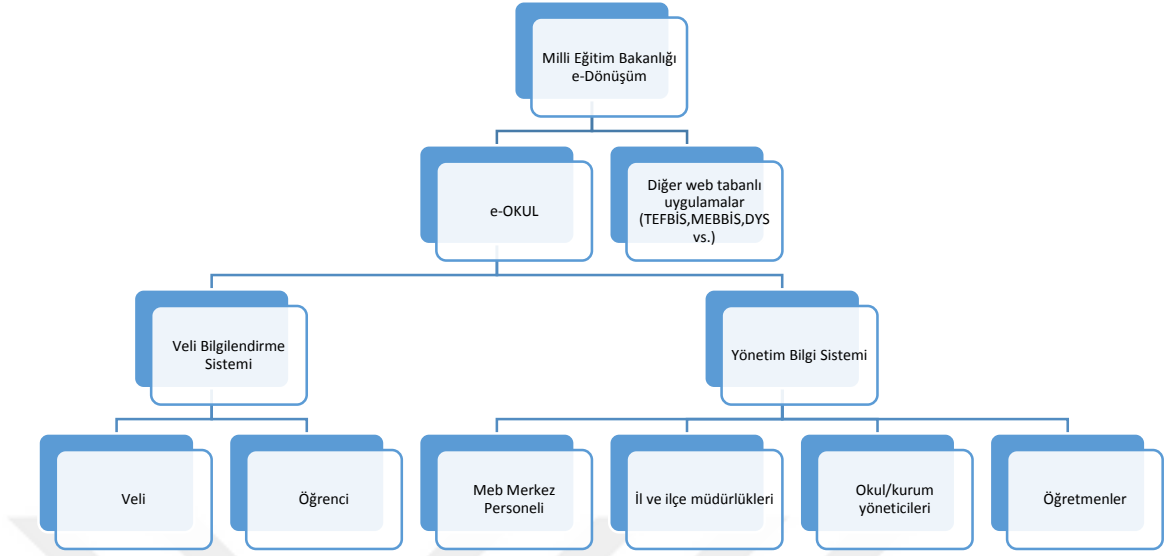 Milli Eğitim Bakanlığı
e-Dönüşüm
e-OKUL
Diğer web tabanlı
uygulamalar
(TEFBİS,MEBBİS,DYS
vs.)
Veli Bilgilendirme
Sistemi
Yönetim Bilgi Sistemi
Veli
Öğrenci
Meb Merkez
Personeli
İl ve ilçe müdürlükleri
Okul/kurum
yöneticileri
Öğretmenler